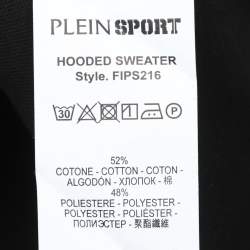 PLEIN SPORT
HOODED SWEATER
Style. FIPS216
30 P
52%
COTONE - COTTON - COTON -
ALGODÓN - ХЛОПОК - 棉
48%
POLIESTERE - POLYESTER -
POLYESTER - POLIÉSTER -
ПОЛИЭСТЕР - 聚酯纖維